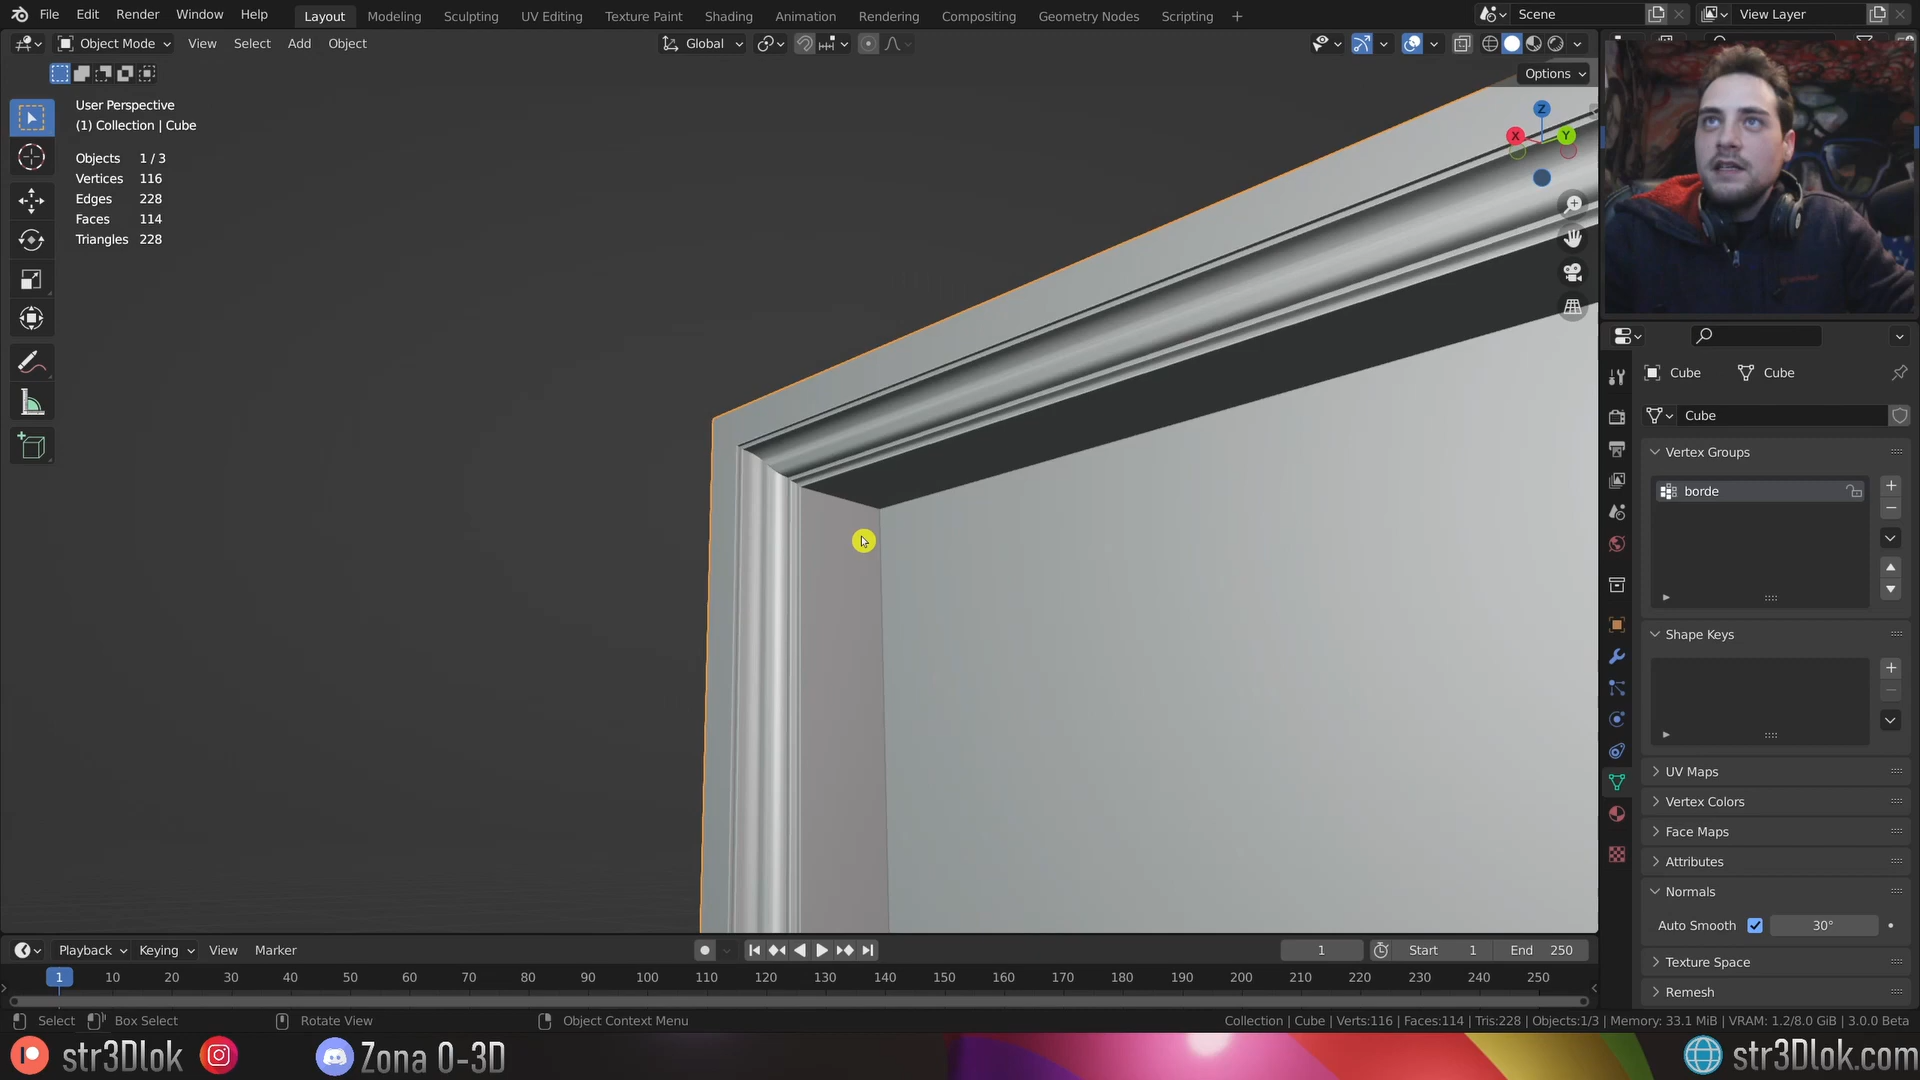 File Edit Render Window Help Layout Modeling Sculpting UV Editing Texture Paint Shading Animation Rendering Compositing Geometry Nodes Scripting + Scene View Layer
Object Mode View Select Add Object Global
Options
User Perspective
(1) Collection | Cube
Objects 1 / 3
Vertices 116
Edges 228
Faces 114
Triangles 228
Z
X
Y
Cube Cube
Cube
Vertex Groups
borde
Shape Keys
UV Maps
Vertex Colors
Face Maps
Attributes
Normals
Auto Smooth 30°
Texture Space
Remesh
Playback Keying View Marker 1 Start 1 End 250
1 10 20 30 40 50 60 70 80 90 100 110 120 130 140 150 160 170 180 190 200 210 220 230 240 250
Select Box Select Rotate View Object Context Menu Collection | Cube | Verts:116 | Faces:114 | Tris:228 | Objects:1/3 | Memory: 33.1 MiB | VRAM: 1.2/8.0 GiB | 3.0.0 Beta
str3Dlok Zona 0-3D str3Dlok.com